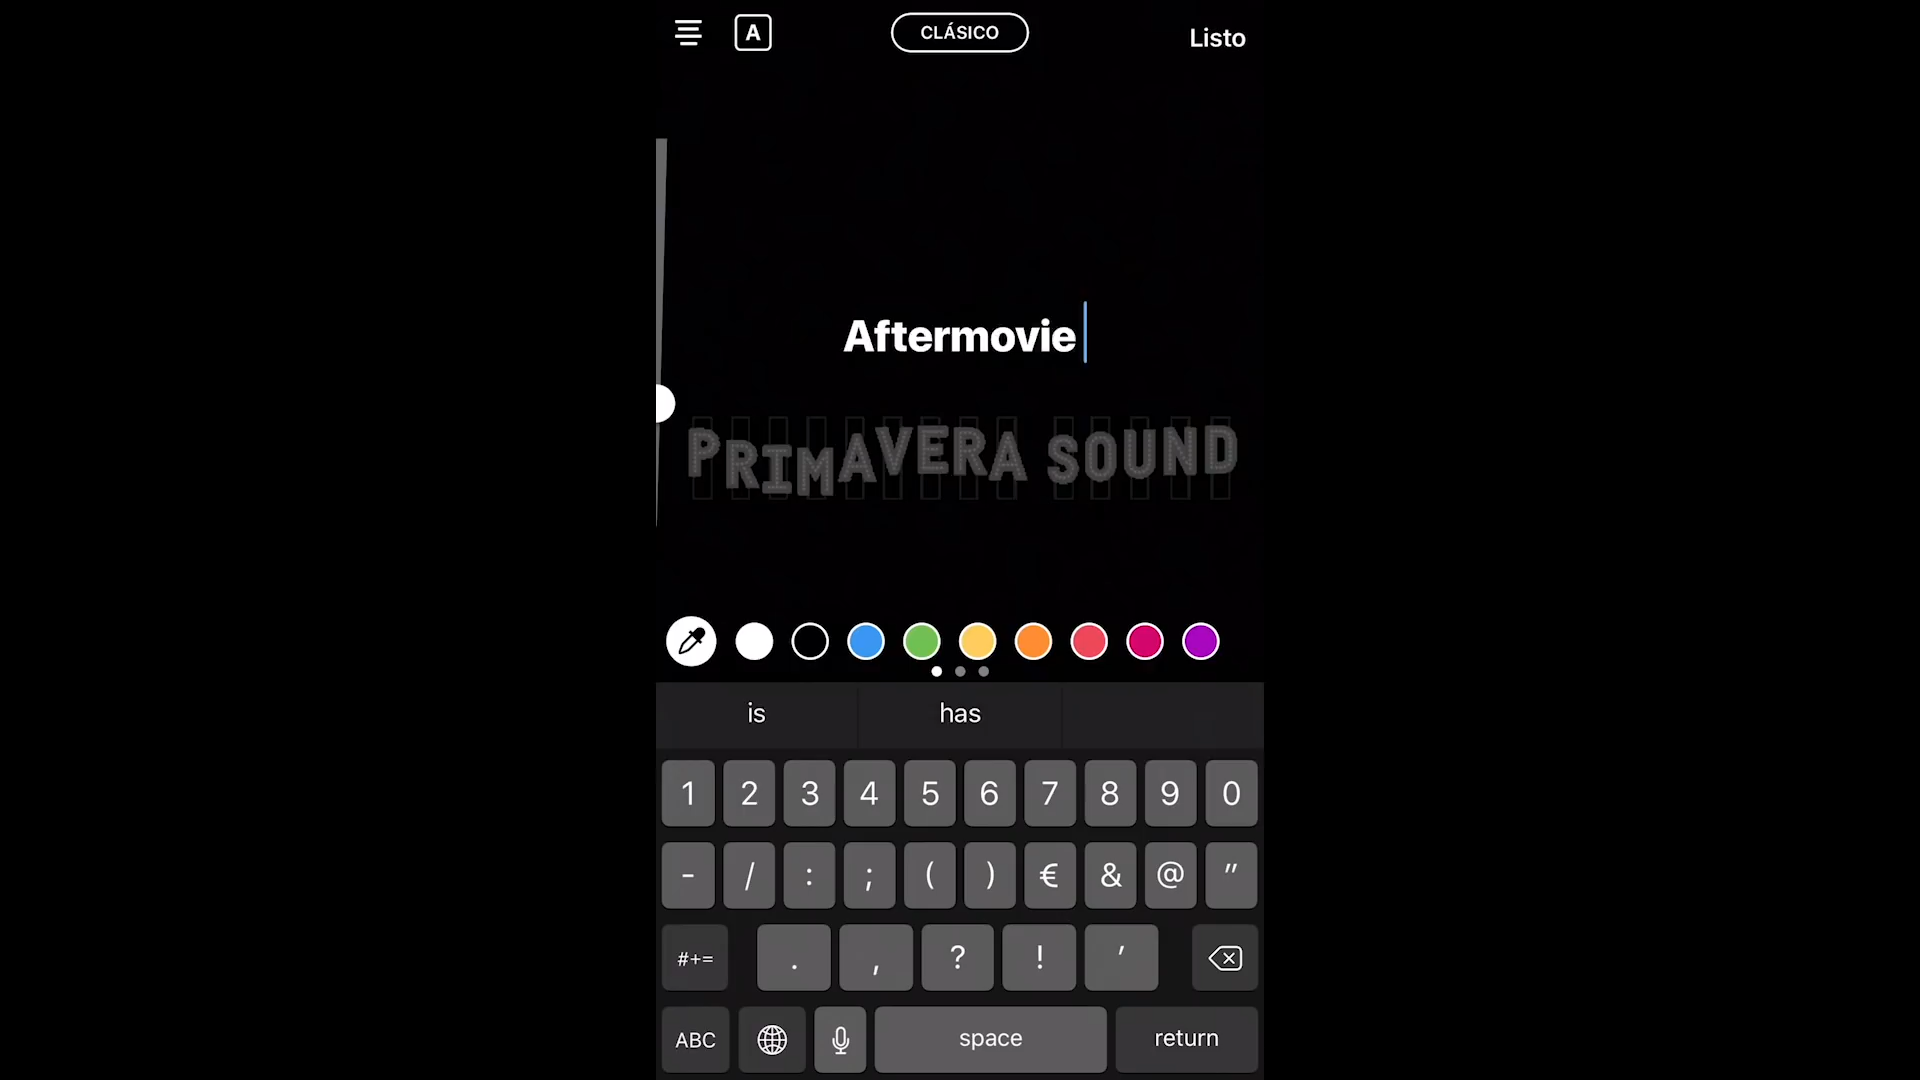 A CLÁSICO Listo
Aftermovie
PRIMAVERA SOUND
is has
1 2 3 4 5 6 7 8 9 0
- / : ; ( ) € & @ "
#+= . , ? ! '
ABC space return